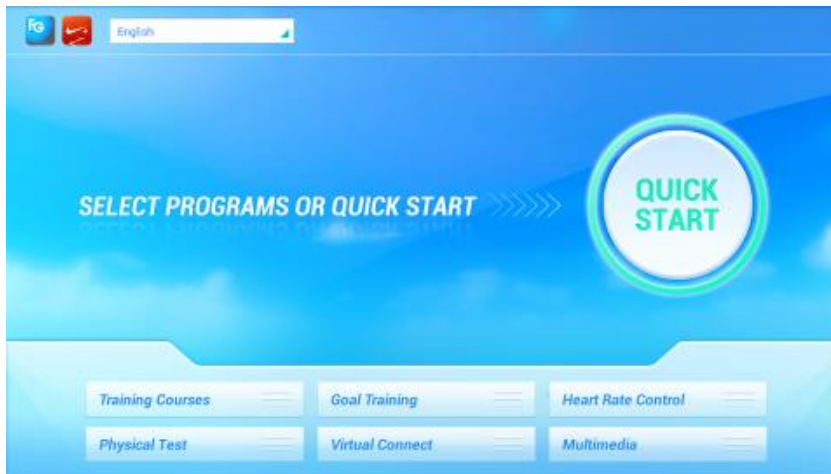 FG
English
SELECT PROGRAMS OR QUICK START
QUICK
START
Training Courses
Goal Training
Heart Rate Control
Physical Test
Virtual Connect
Multimedia